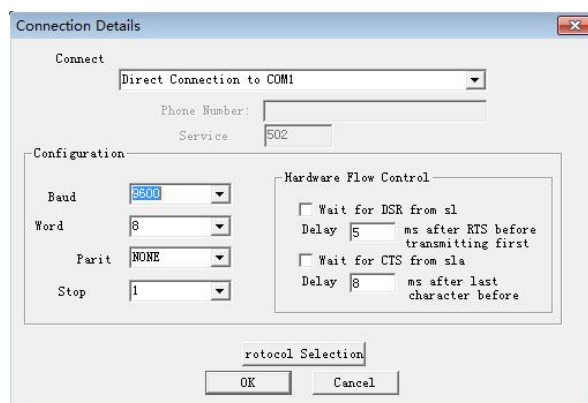 Connection Details
Connect
Direct Connection to COM1
Phone Number:
Service
502
Configuration
Baud
9600
Word
8
Parit
NONE
Stop
1
Hardware Flow Control
Wait for DSR from sl
Delay 5 ms after RTS before
transmitting first
Wait for CTS from sla
Delay 8 ms after last
character before
rotocol Selection
OK
Cancel